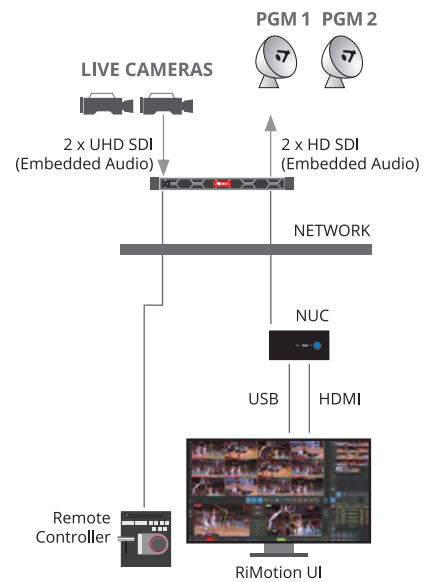 PGM 1 PGM 2
LIVE CAMERAS
2 x UHD SDI
(Embedded Audio)
2 x HD SDI
(Embedded Audio)
NETWORK
NUC
USB
HDMI
Remote
Controller
RiMotion UI